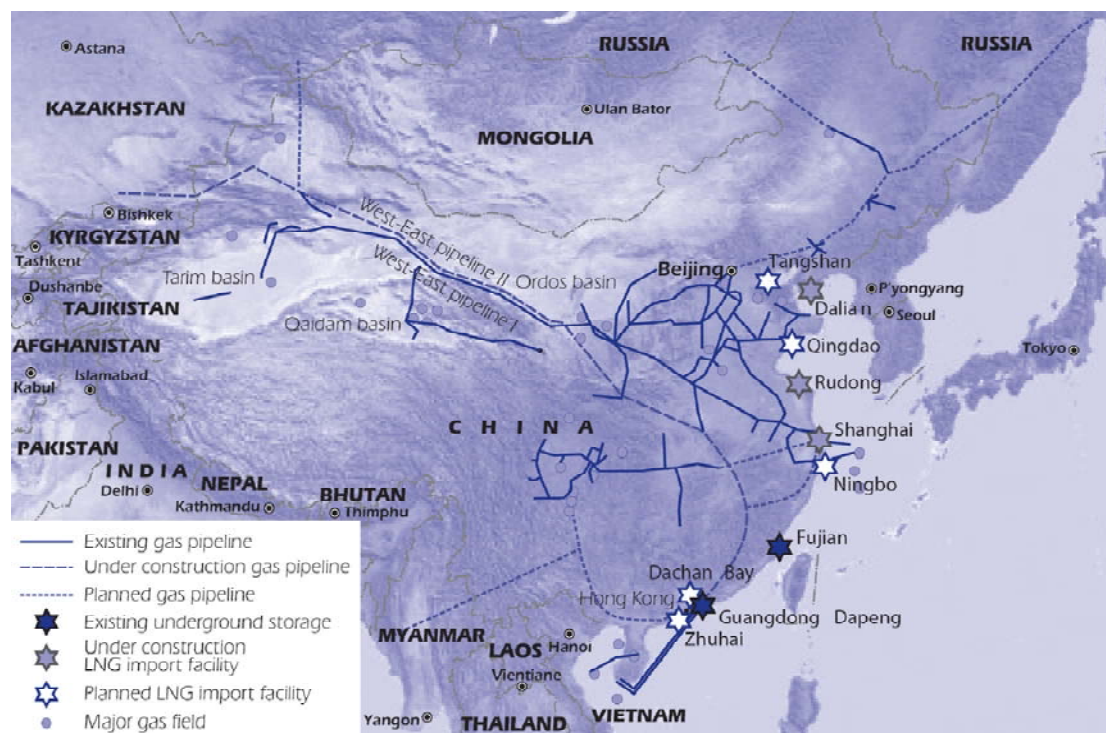 RUSSIA
RUSSIA
Astana
KAZAKHSTAN
Ulan Bator
MONGOLIA
Bishkek
KYRGYZSTAN
Tashkent
Dushanbe
TAJIKISTAN
West-East pipeline II
West-East pipeline I
Tarim basin
Ordos basin
Qaidam basin
Beijing
Tangshan
Dalian
P'yongyang
Seoul
Tokyo
Qingdao
Rudong
AFGHANISTAN
Kabul
Islamabad
PAKISTAN
CHINA
Shanghai
Ningbo
INDIA
Delhi
NEPAL
Kathmandu
BHUTAN
Thimphu
Fujian
Dachan Bay
Hong Kong
Guangdong Dapeng
Zhuhai
MYANMAR
LAOS
Hanoi
Vientiane
Yangon
THAILAND
VIETNAM
Existing gas pipeline
Under construction gas pipeline
Planned gas pipeline
Existing underground storage
Under construction
LNG import facility
Planned LNG import facility
Major gas field